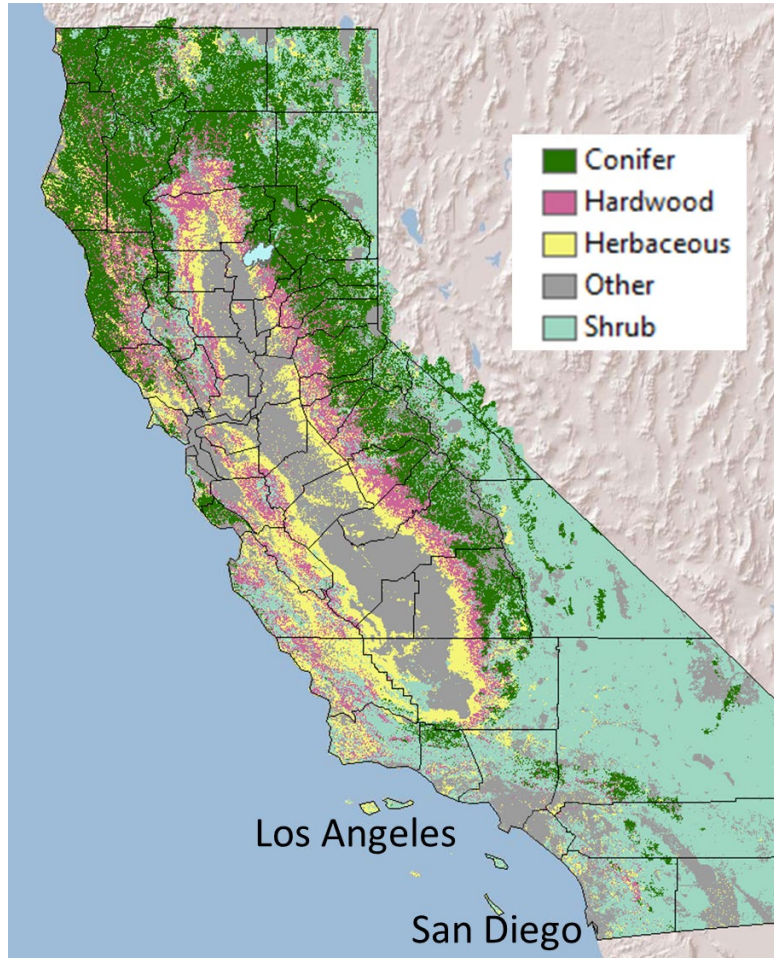 Conifer
Hardwood
Herbaceous
Other
Shrub
Los Angeles
San Diego